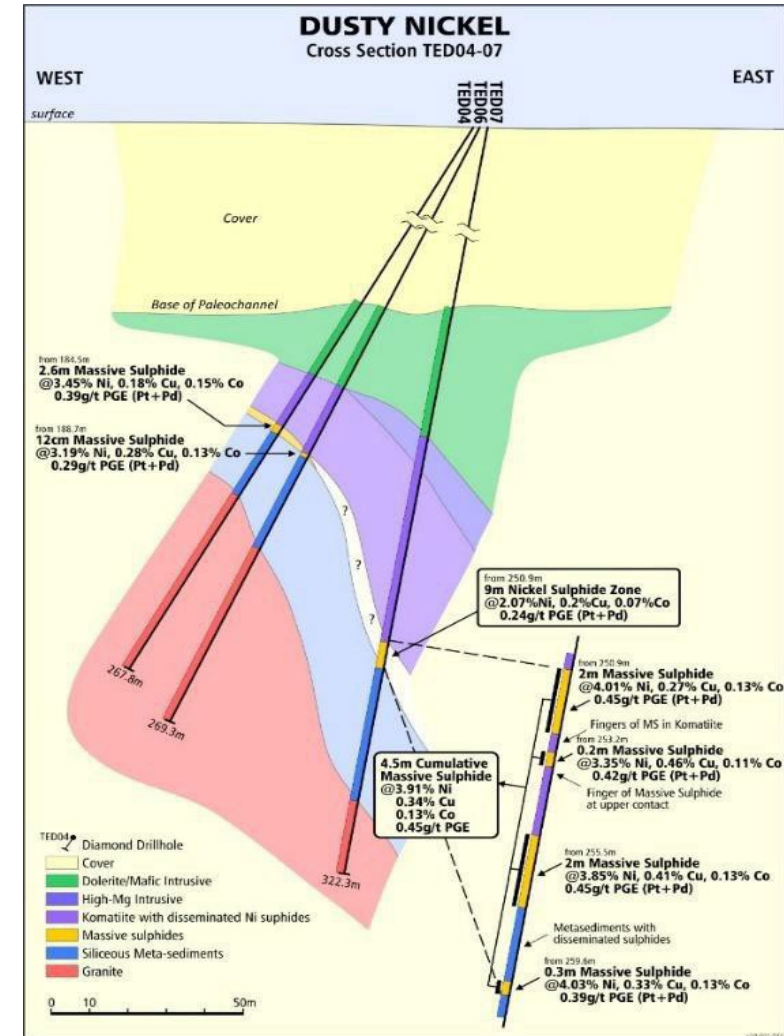 DUSTY NICKEL
Cross Section TED04-07
WEST
EAST
surface
TED04
TED06
TED07
Cover
Base of Paleochannel
from 184.5m
2.6m Massive Sulphide
@3.45% Ni, 0.18% Cu, 0.15% Co
0.39g/t PGE (Pt+Pd)
from 188.7m
12cm Massive Sulphide
@3.19% Ni, 0.28% Cu, 0.13% Co
0.29g/t PGE (Pt+Pd)
?
?
?
from 250.9m
9m Nickel Sulphide Zone
@2.07%Ni, 0.2%Cu, 0.07%Co
0.24g/t PGE (Pt+Pd)
267.8m
269.3m
322.3m
from 250.9m
2m Massive Sulphide
@4.01% Ni, 0.27% Cu, 0.13% Co
0.45g/t PGE (Pt+Pd)
Fingers of MS in Komatiite
from 253.2m
0.2m Massive Sulphide
@3.35% Ni, 0.46% Cu, 0.11% Co
0.42g/t PGE (Pt+Pd)
Finger of Massive Sulphide
at upper contact
4.5m Cumulative
Massive Sulphide
@3.91% Ni
0.34% Cu
0.13% Co
0.45g/t PGE
from 255.5m
2m Massive Sulphide
@3.85% Ni, 0.41% Cu, 0.13% Co
0.45g/t PGE (Pt+Pd)
Metasediments with
disseminated sulphides
from 259.6m
0.3m Massive Sulphide
@4.03% Ni, 0.33% Cu, 0.13% Co
0.39g/t PGE (Pt+Pd)
TED04
Diamond Drillhole
Cover
Dolerite/Mafic Intrusive
High-Mg Intrusive
Komatiite with disseminated Ni suphides
Massive sulphides
Siliceous Meta-sediments
Granite
0 10 50m